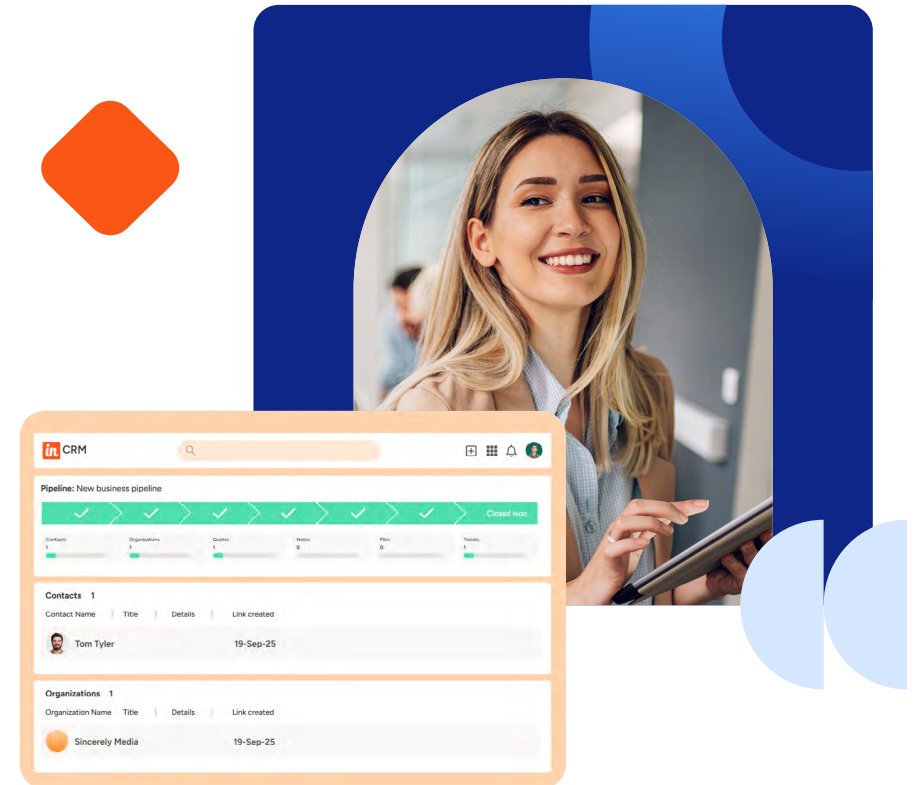 in CRM
Pipeline: New business pipeline
Closed won
Contacts Organizations Quotes Notes Files Tickets
1 1 1 0 0 1
Contacts 1
Contact Name Title Details Link created
Tom Tyler 19-Sep-25
Organizations 1
Organization Name Title Details Link created
Sincerely Media 19-Sep-25